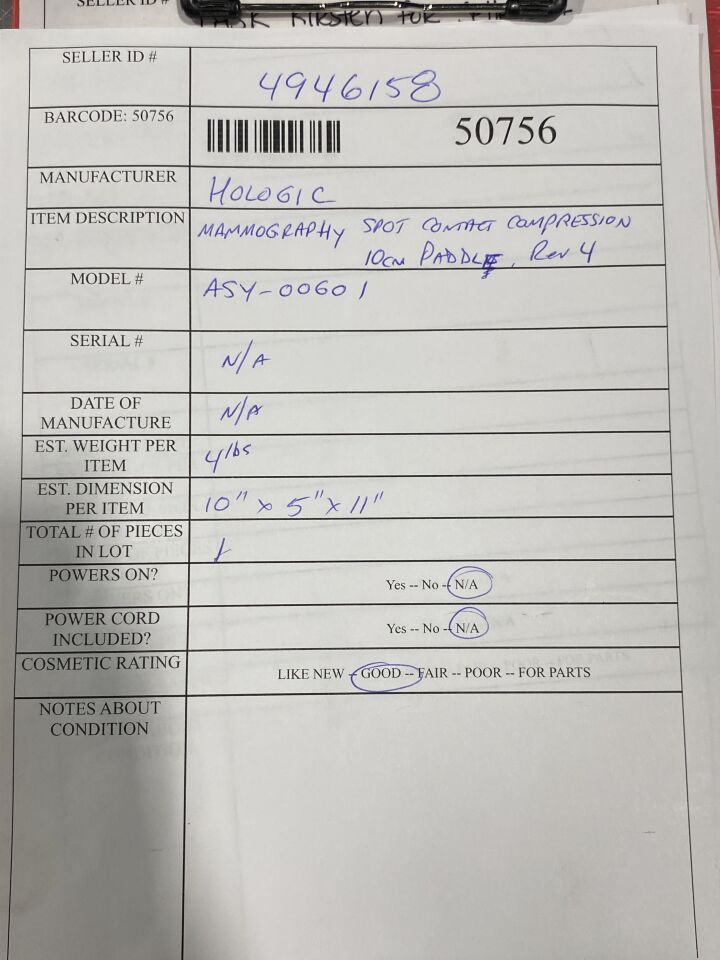 SELLER ID #
4946158
BARCODE: 50756
50756
MANUFACTURER
HOLOGIC
ITEM DESCRIPTION
MAMMOGRAPHY SPOT CONTACT COMPRESSION
10cm PADDLE, Rev 4
MODEL #
ASY-00601
SERIAL #
N/A
DATE OF
MANUFACTURE
N/A
EST. WEIGHT PER
ITEM
4 lbs
EST. DIMENSION
PER ITEM
10" x 5" x 11"
TOTAL # OF PIECES
IN LOT
1
POWERS ON?
Yes -- No -- N/A
POWER CORD
INCLUDED?
Yes -- No -- N/A
COSMETIC RATING
LIKE NEW -- GOOD -- FAIR -- POOR -- FOR PARTS
NOTES ABOUT
CONDITION